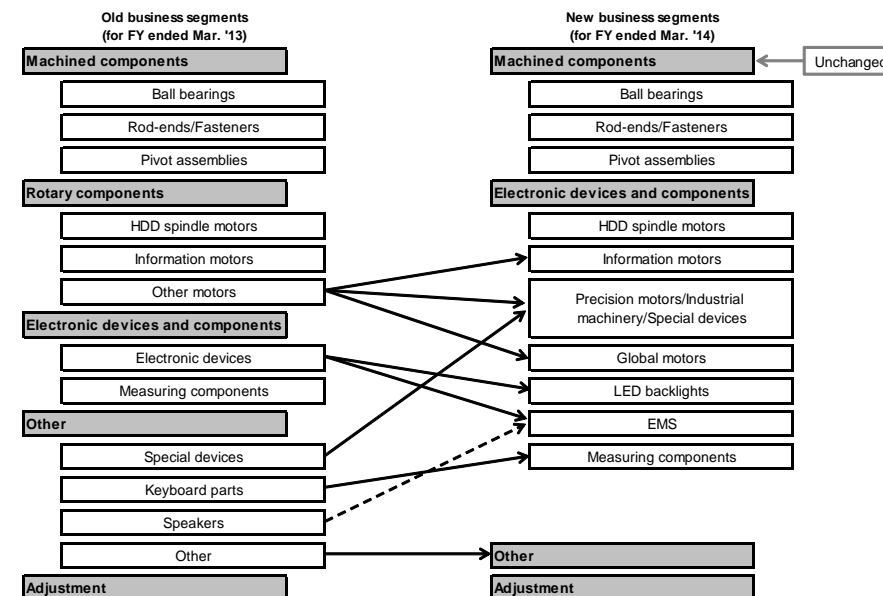 Old business segments
(for FY ended Mar. '13)
Machined components
Ball bearings
Rod-ends/Fasteners
Pivot assemblies
Rotary components
HDD spindle motors
Information motors
Other motors
Electronic devices and components
Electronic devices
Measuring components
Other
Special devices
Keyboard parts
Speakers
Other
Adjustment
New business segments
(for FY ended Mar. '14)
Machined components
Unchanged
Ball bearings
Rod-ends/Fasteners
Pivot assemblies
Electronic devices and components
HDD spindle motors
Information motors
Precision motors/Industrial
machinery/Special devices
Global motors
LED backlights
EMS
Measuring components
Other
Adjustment